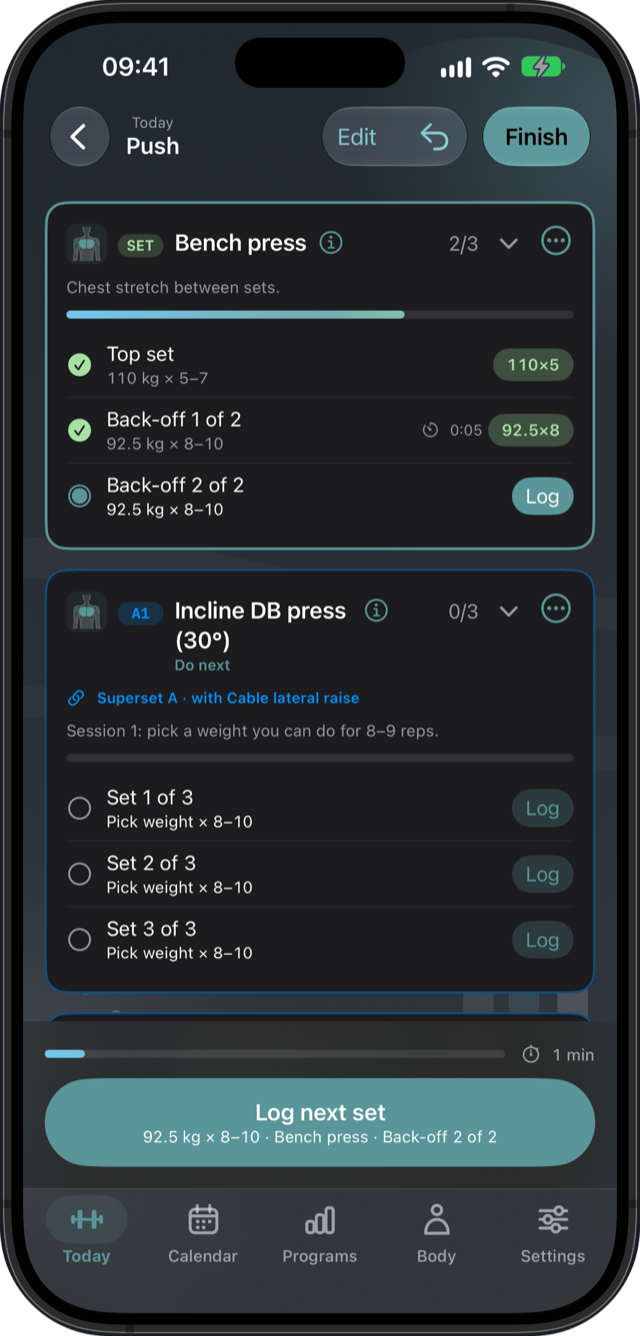 09:41
Today
Push
Edit
Finish
SET Bench press 2/3
Chest stretch between sets.
Top set
110 kg × 5–7
110×5
Back-off 1 of 2
92.5 kg × 8–10
0:05 92.5×8
Back-off 2 of 2
92.5 kg × 8–10
Log
A1 Incline DB press
(30°)
0/3
Do next
Superset A · with Cable lateral raise
Session 1: pick a weight you can do for 8–9 reps.
Set 1 of 3
Pick weight × 8–10
Log
Set 2 of 3
Pick weight × 8–10
Log
Set 3 of 3
Pick weight × 8–10
Log
1 min
Log next set
92.5 kg × 8–10 · Bench press · Back-off 2 of 2
Today Calendar Programs Body Settings